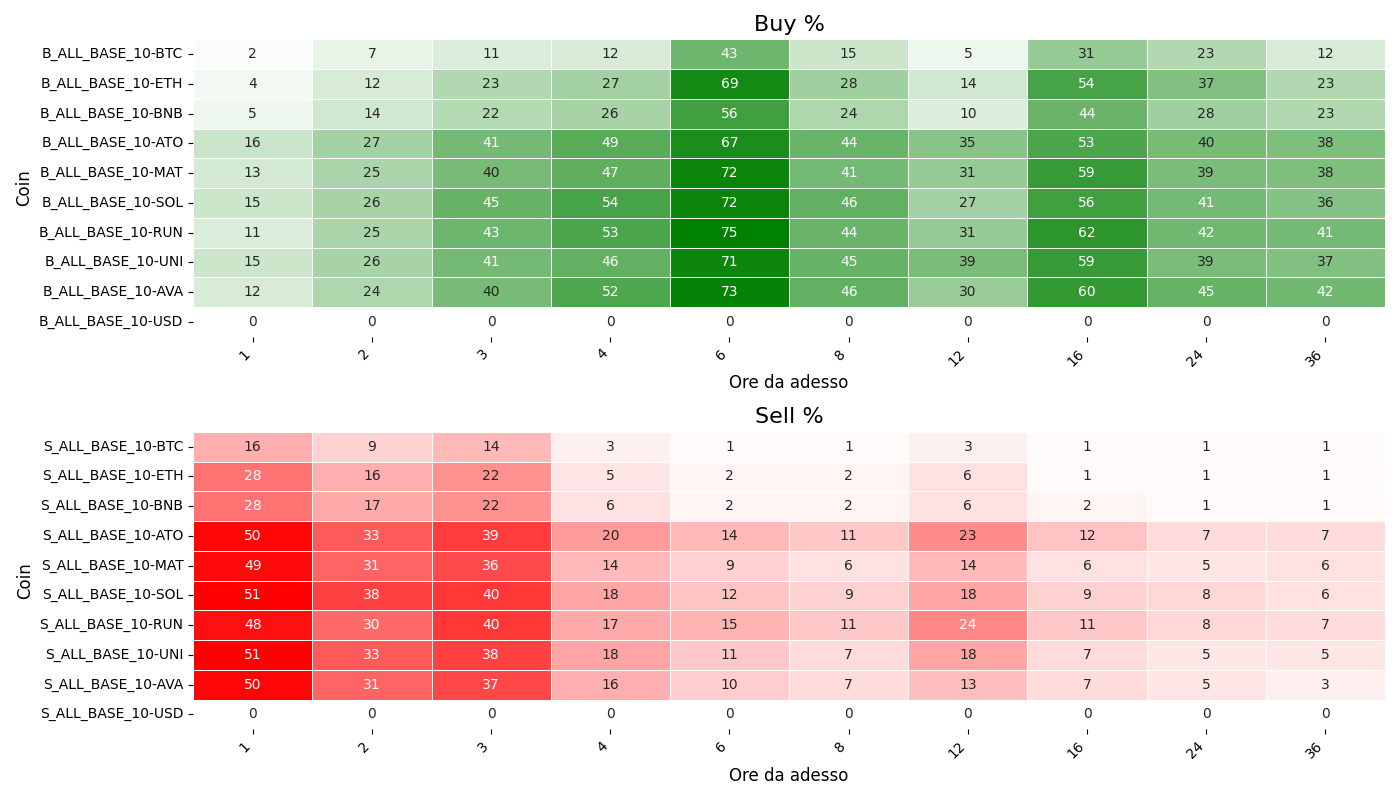 Buy %
B_ALL_BASE_10-BTC 2 7 11 12 43 15 5 31 23 12
B_ALL_BASE_10-ETH 4 12 23 27 69 28 14 54 37 23
B_ALL_BASE_10-BNB 5 14 22 26 56 24 10 44 28 23
B_ALL_BASE_10-ATO 16 27 41 49 67 44 35 53 40 38
B_ALL_BASE_10-MAT 13 25 40 47 72 41 31 59 39 38
B_ALL_BASE_10-SOL 15 26 45 54 72 46 27 56 41 36
B_ALL_BASE_10-RUN 11 25 43 53 75 44 31 62 42 41
B_ALL_BASE_10-UNI 15 26 41 46 71 45 39 59 39 37
B_ALL_BASE_10-AVA 12 24 40 52 73 46 30 60 45 42
B_ALL_BASE_10-USD 0 0 0 0 0 0 0 0 0 0
Coin
1 2 3 4 6 8 12 16 24 36
Ore da adesso
Sell %
S_ALL_BASE_10-BTC 16 9 14 3 1 1 3 1 1 1
S_ALL_BASE_10-ETH 28 16 22 5 2 2 6 1 1 1
S_ALL_BASE_10-BNB 28 17 22 6 2 2 6 2 1 1
S_ALL_BASE_10-ATO 50 33 39 20 14 11 23 12 7 7
S_ALL_BASE_10-MAT 49 31 36 14 9 6 14 6 5 6
S_ALL_BASE_10-SOL 51 38 40 18 12 9 18 9 8 6
S_ALL_BASE_10-RUN 48 30 40 17 15 11 24 11 8 7
S_ALL_BASE_10-UNI 51 33 38 18 11 7 18 7 5 5
S_ALL_BASE_10-AVA 50 31 37 16 10 7 13 7 5 3
S_ALL_BASE_10-USD 0 0 0 0 0 0 0 0 0 0
Coin
1 2 3 4 6 8 12 16 24 36
Ore da adesso